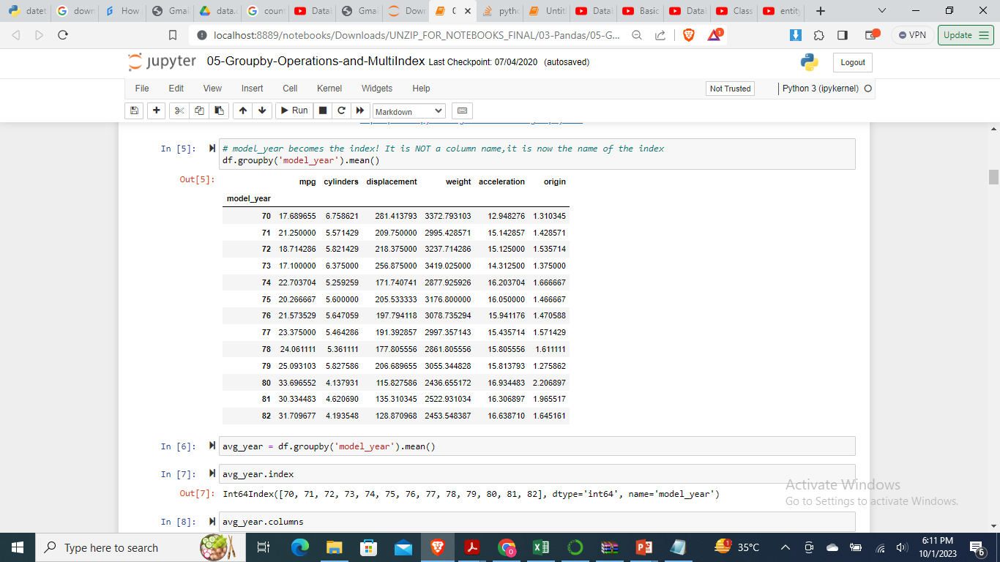 datet
down
How
Gmai
data.
coun
Datal
Gmai
Dow
C
pytho
Untit
Datal
Basic
Datal
Class
entity
localhost:8889/notebooks/Downloads/UNZIP_FOR_NOTEBOOKS_FINAL/03-Pandas/05-G...
1
VPN
Update
jupyter 05-Groupby-Operations-and-MultiIndex Last Checkpoint: 07/04/2020 (autosaved)
Logout
File Edit View Insert Cell Kernel Widgets Help
Not Trusted
Python 3 (ipykernel)
Run
Markdown
In [5]:
# model_year becomes the index! It is NOT a column name,it is now the name of the index
df.groupby('model_year').mean()
Out[5]:
mpg cylinders displacement weight acceleration origin
model_year
70 17.689655 6.758621 281.413793 3372.793103 12.948276 1.310345
71 21.250000 5.571429 209.750000 2995.428571 15.142857 1.428571
72 18.714286 5.821429 218.375000 3237.714286 15.125000 1.535714
73 17.100000 6.375000 256.875000 3419.025000 14.312500 1.375000
74 22.703704 5.259259 171.740741 2877.925926 16.203704 1.666667
75 20.266667 5.600000 205.533333 3176.800000 16.050000 1.466667
76 21.573529 5.647059 197.794118 3078.735294 15.941176 1.470588
77 23.375000 5.464286 191.392857 2997.357143 15.435714 1.571429
78 24.061111 5.361111 177.805556 2861.805556 15.805556 1.611111
79 25.093103 5.827586 206.689655 3055.344828 15.813793 1.275862
80 33.696552 4.137931 115.827586 2436.655172 16.934483 2.206897
81 30.334483 4.620690 135.310345 2522.931034 16.306897 1.965517
82 31.709677 4.193548 128.870968 2453.548387 16.638710 1.645161
In [6]: avg_year = df.groupby('model_year').mean()
In [7]: avg_year.index
Out[7]: Int64Index([70, 71, 72, 73, 74, 75, 76, 77, 78, 79, 80, 81, 82], dtype='int64', name='model_year')
In [8]: avg_year.columns
Activate Windows
Go to Settings to activate Windows.
Type here to search
1
35°C
6:11 PM
10/1/2023
6